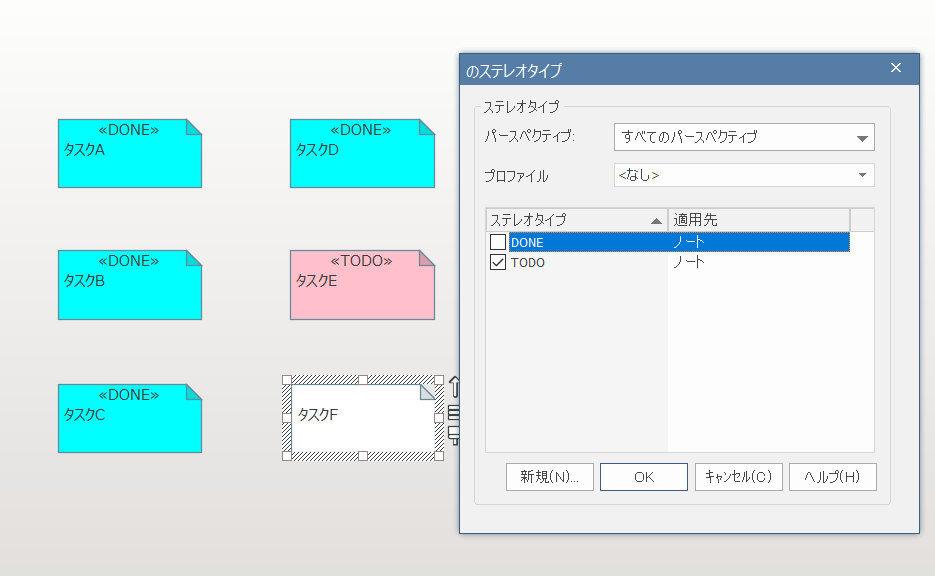 «DONE»
タスクA
«DONE»
タスクD
«DONE»
タスクB
«TODO»
タスクE
«DONE»
タスクC
タスクF
のステレオタイプ
ステレオタイプ
パースペクティブ:
すべてのパースペクティブ
プロファイル
<なし>
ステレオタイプ 適用先
DONE ノート
TODO ノート
新規(N)... OK キャンセル(C) ヘルプ(H)